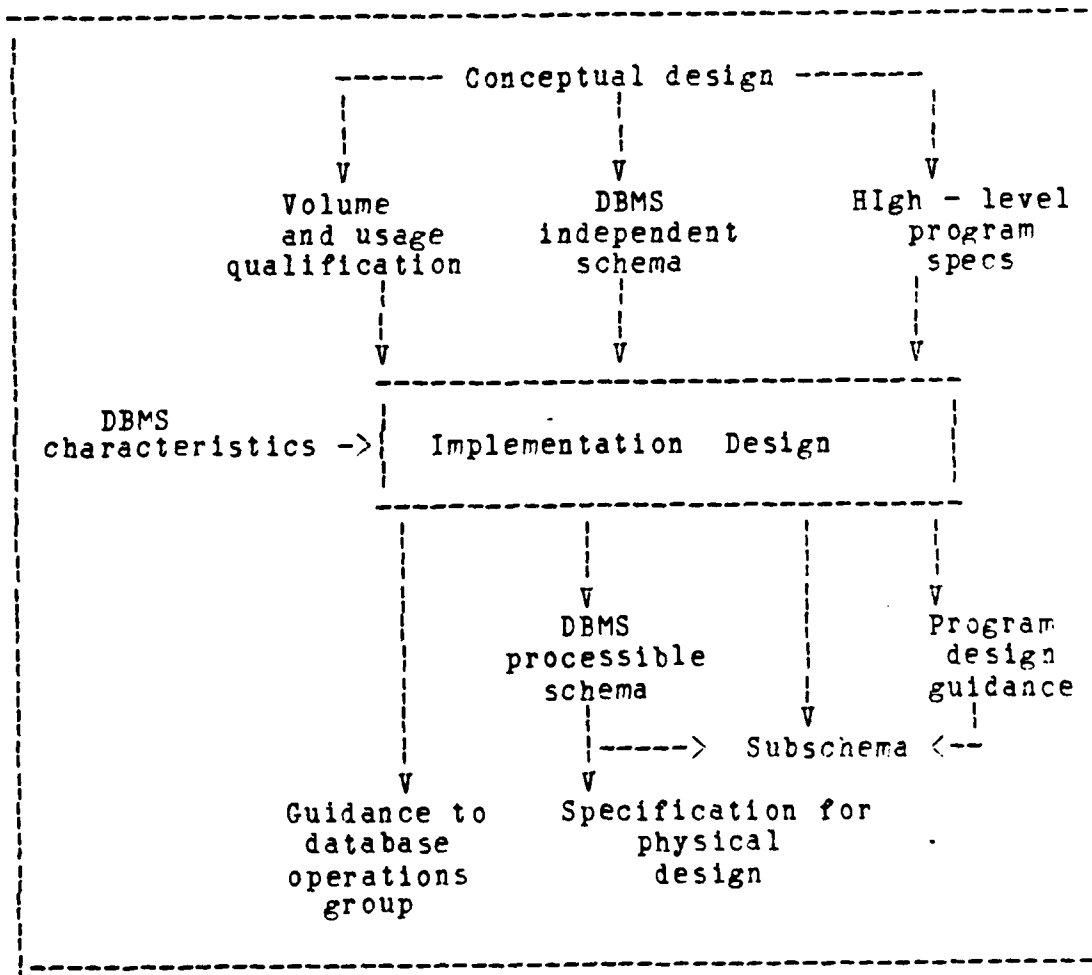 Conceptual design
Volume
and usage
qualification
DBMS
independent
schema
HIgh - level
program
specs
DBMS
characteristics
Implementation Design
DBMS
processible
schema
Program
design
guidance
Subschema
Guidance to
database
operations
group
Specification for
physical
design